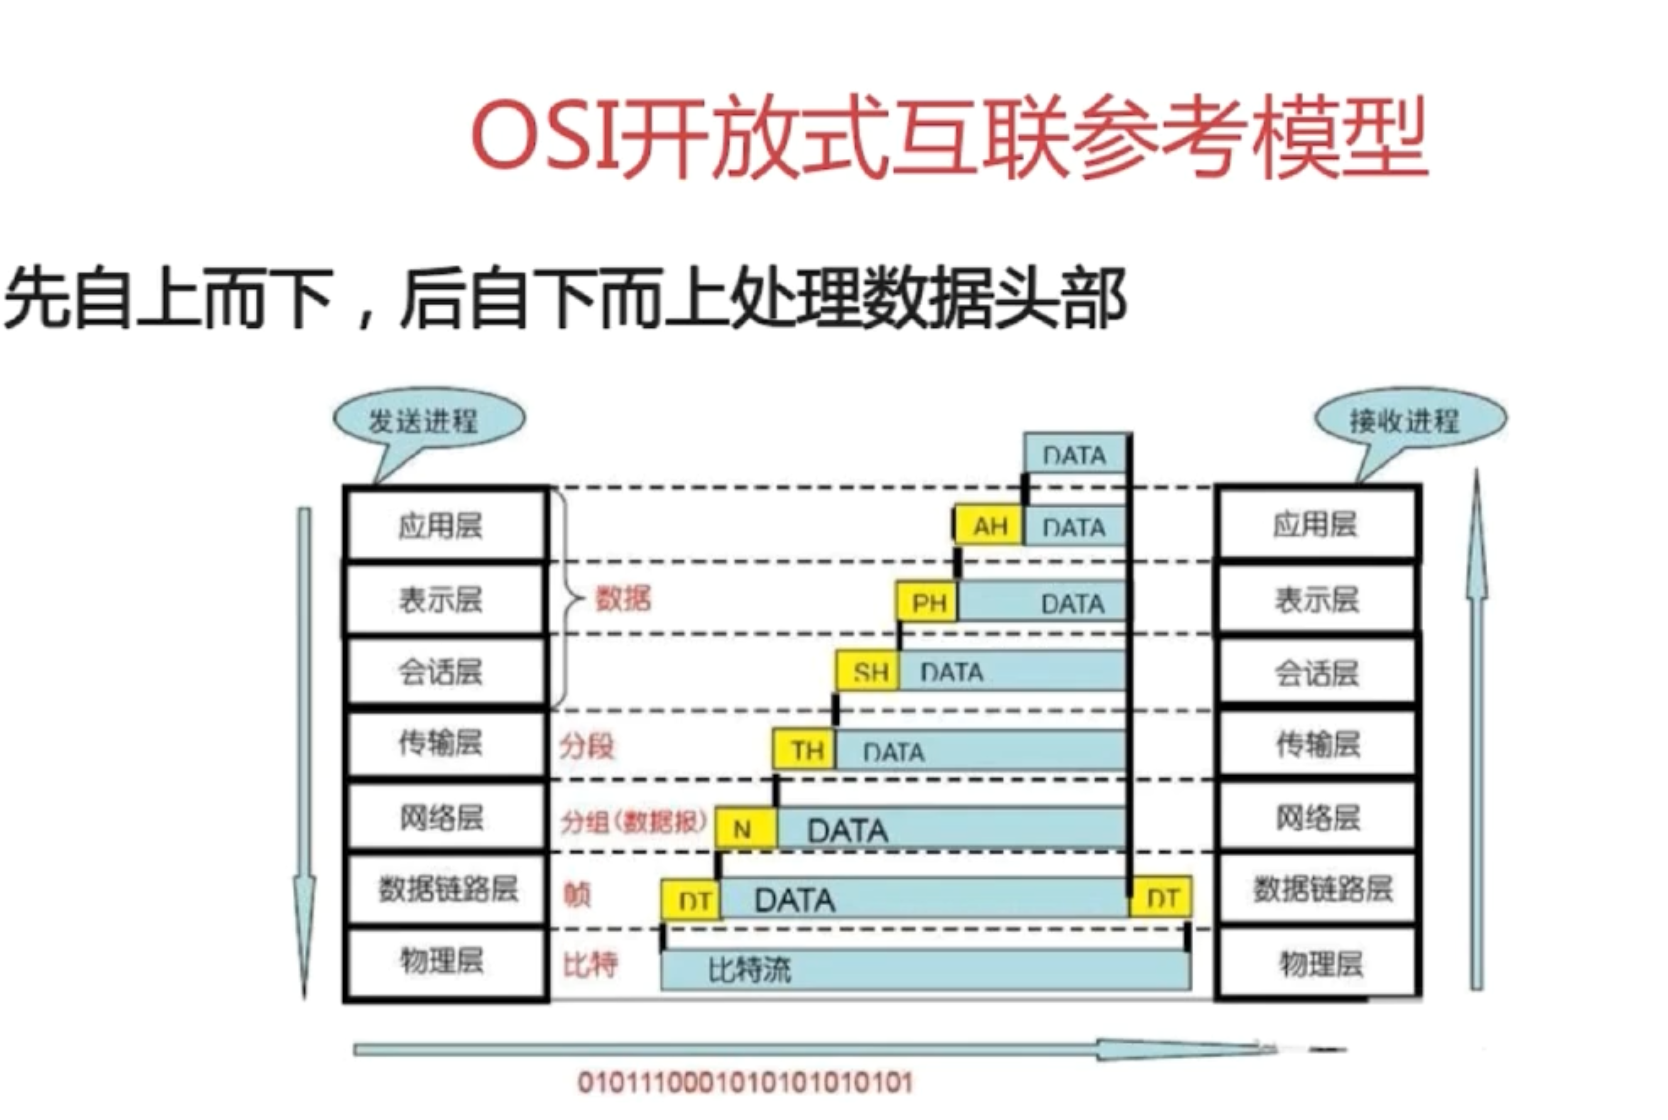 OSI开放式互联参考模型
先自上而下，后自下而上处理数据头部
发送进程
接收进程
DATA
应用层
AH
DATA
应用层
表示层
数据
PH
DATA
表示层
会话层
SH
DATA
会话层
传输层
分段
TH
DATA
传输层
网络层
分组(数据报)
N
DATA
网络层
数据链路层
帧
DT
DATA
DT
数据链路层
物理层
比特
比特流
物理层
0101110001010101010101